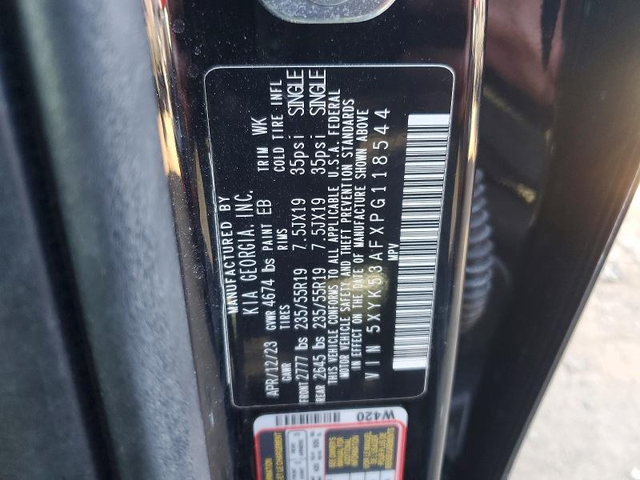 MANUFACTURED BY
KIA GEORGIA, INC.
APR/12/23 GVWR 4674 lbs PAINT EB TRIM WK
GAWR TIRES RIMS COLD TIRE INFL
FRONT 2777 lbs 235/55R19 7.5JX19 35psi SINGLE
REAR 2645 lbs 235/55R19 7.5JX19 35psi SINGLE
THIS VEHICLE CONFORMS TO ALL APPLICABLE U.S.A. FEDERAL
MOTOR VEHICLE SAFETY AND THEFT PREVENTION STANDARDS
IN EFFECT ON THE DATE OF MANUFACTURE SHOWN ABOVE
VIN 5XYK53AFXPG118544
MPV
W420